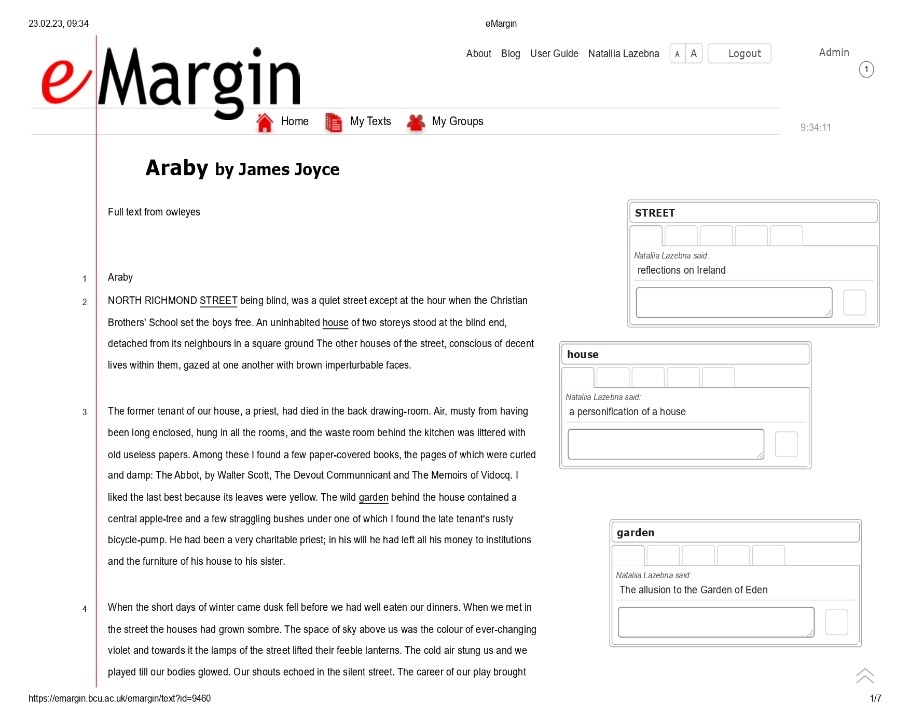 23.02.23, 09:34
eMargin
eMargin
About Blog User Guide Nataliia Lazebna A A Logout
Admin
1
Home My Texts My Groups
9:34:11
Araby by James Joyce
Full text from owleyes
1 Araby
2 NORTH RICHMOND STREET being blind, was a quiet street except at the hour when the Christian
Brothers' School set the boys free. An uninhabited house of two storeys stood at the blind end,
detached from its neighbours in a square ground The other houses of the street, conscious of decent
lives within them, gazed at one another with brown imperturbable faces.
3 The former tenant of our house, a priest, had died in the back drawing-room. Air, musty from having
been long enclosed, hung in all the rooms, and the waste room behind the kitchen was littered with
old useless papers. Among these I found a few paper-covered books, the pages of which were curled
and damp: The Abbot, by Walter Scott, The Devout Communnicant and The Memoirs of Vidocq. I
liked the last best because its leaves were yellow. The wild garden behind the house contained a
central apple-tree and a few straggling bushes under one of which I found the late tenant's rusty
bicycle-pump. He had been a very charitable priest; in his will he had left all his money to institutions
and the furniture of his house to his sister.
4 When the short days of winter came dusk fell before we had well eaten our dinners. When we met in
the street the houses had grown sombre. The space of sky above us was the colour of ever-changing
violet and towards it the lamps of the street lifted their feeble lanterns. The cold air stung us and we
played till our bodies glowed. Our shouts echoed in the silent street. The career of our play brought
STREET
Nataliia Lazebna said:
reflections on Ireland
house
Nataliia Lazebna said:
a personification of a house
garden
Nataliia Lazebna said:
The allusion to the Garden of Eden
https://emargin.bcu.ac.uk/emargin/text?id=9460
1/7